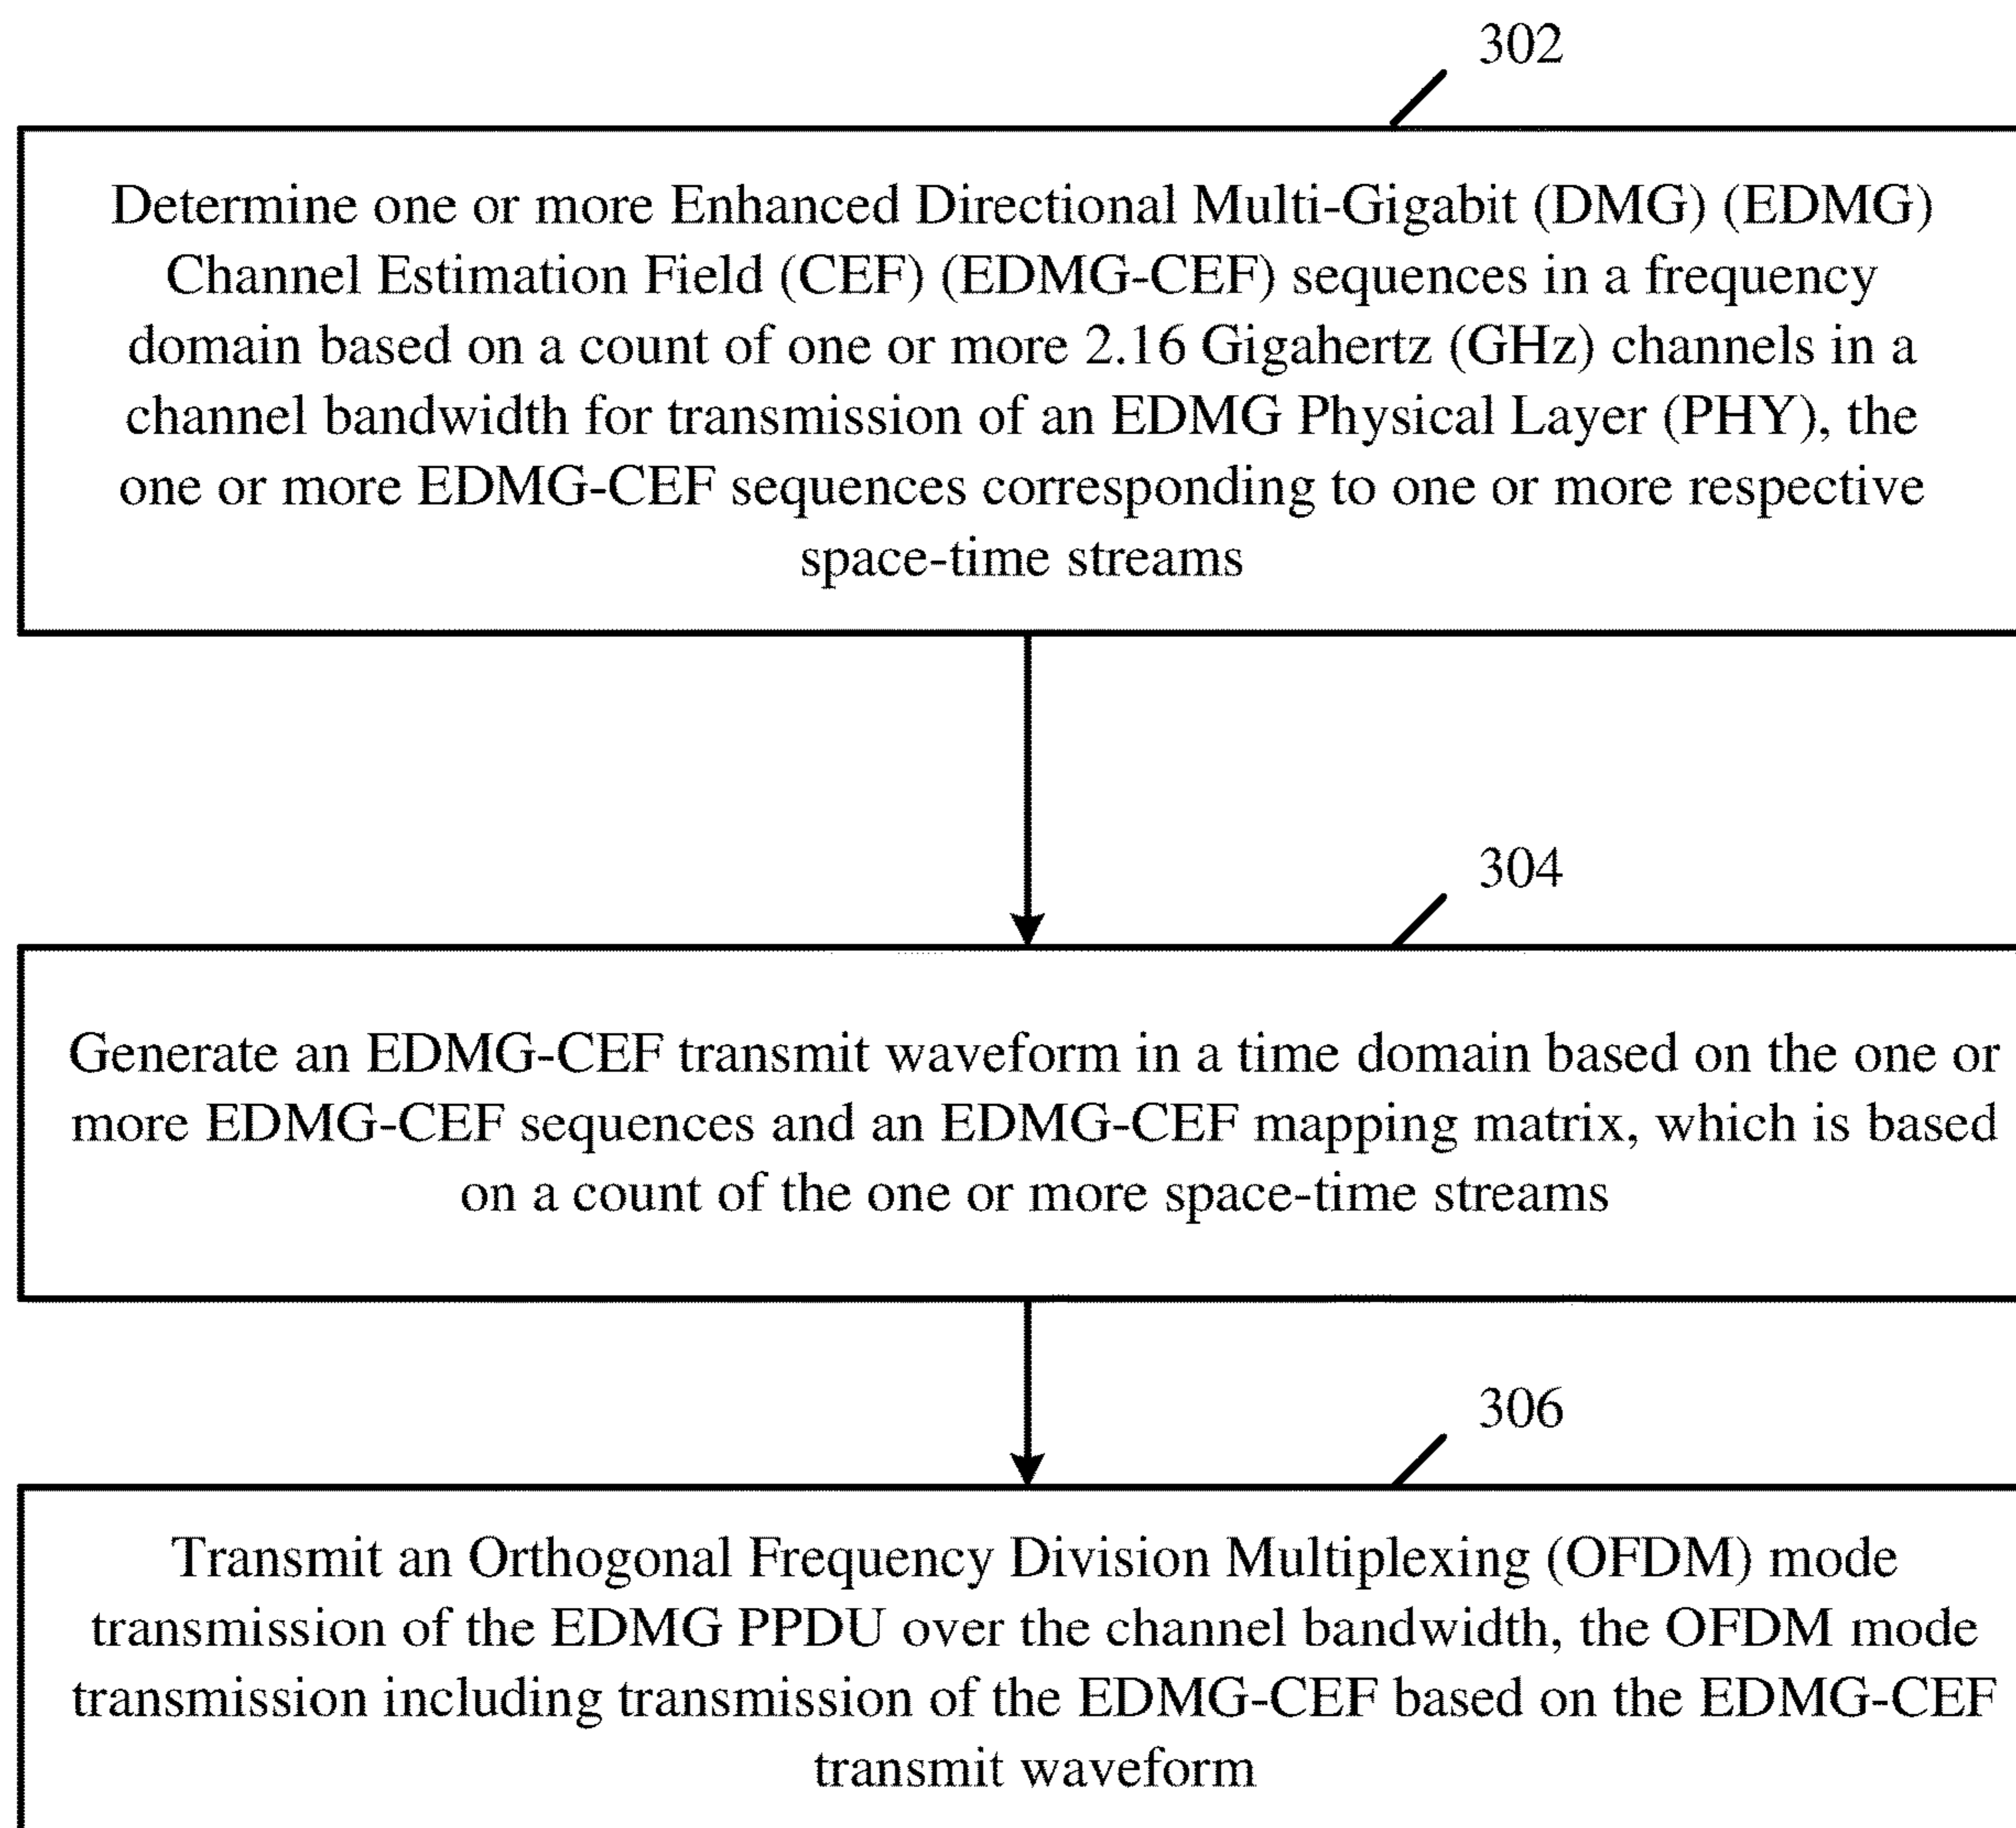 302
Determine one or more Enhanced Directional Multi-Gigabit (DMG) (EDMG)
Channel Estimation Field (CEF) (EDMG-CEF) sequences in a frequency
domain based on a count of one or more 2.16 Gigahertz (GHz) channels in a
channel bandwidth for transmission of an EDMG Physical Layer (PHY), the
one or more EDMG-CEF sequences corresponding to one or more respective
space-time streams
304
Generate an EDMG-CEF transmit waveform in a time domain based on the one or
more EDMG-CEF sequences and an EDMG-CEF mapping matrix, which is based
on a count of the one or more space-time streams
306
Transmit an Orthogonal Frequency Division Multiplexing (OFDM) mode
transmission of the EDMG PPDU over the channel bandwidth, the OFDM mode
transmission including transmission of the EDMG-CEF based on the EDMG-CEF
transmit waveform